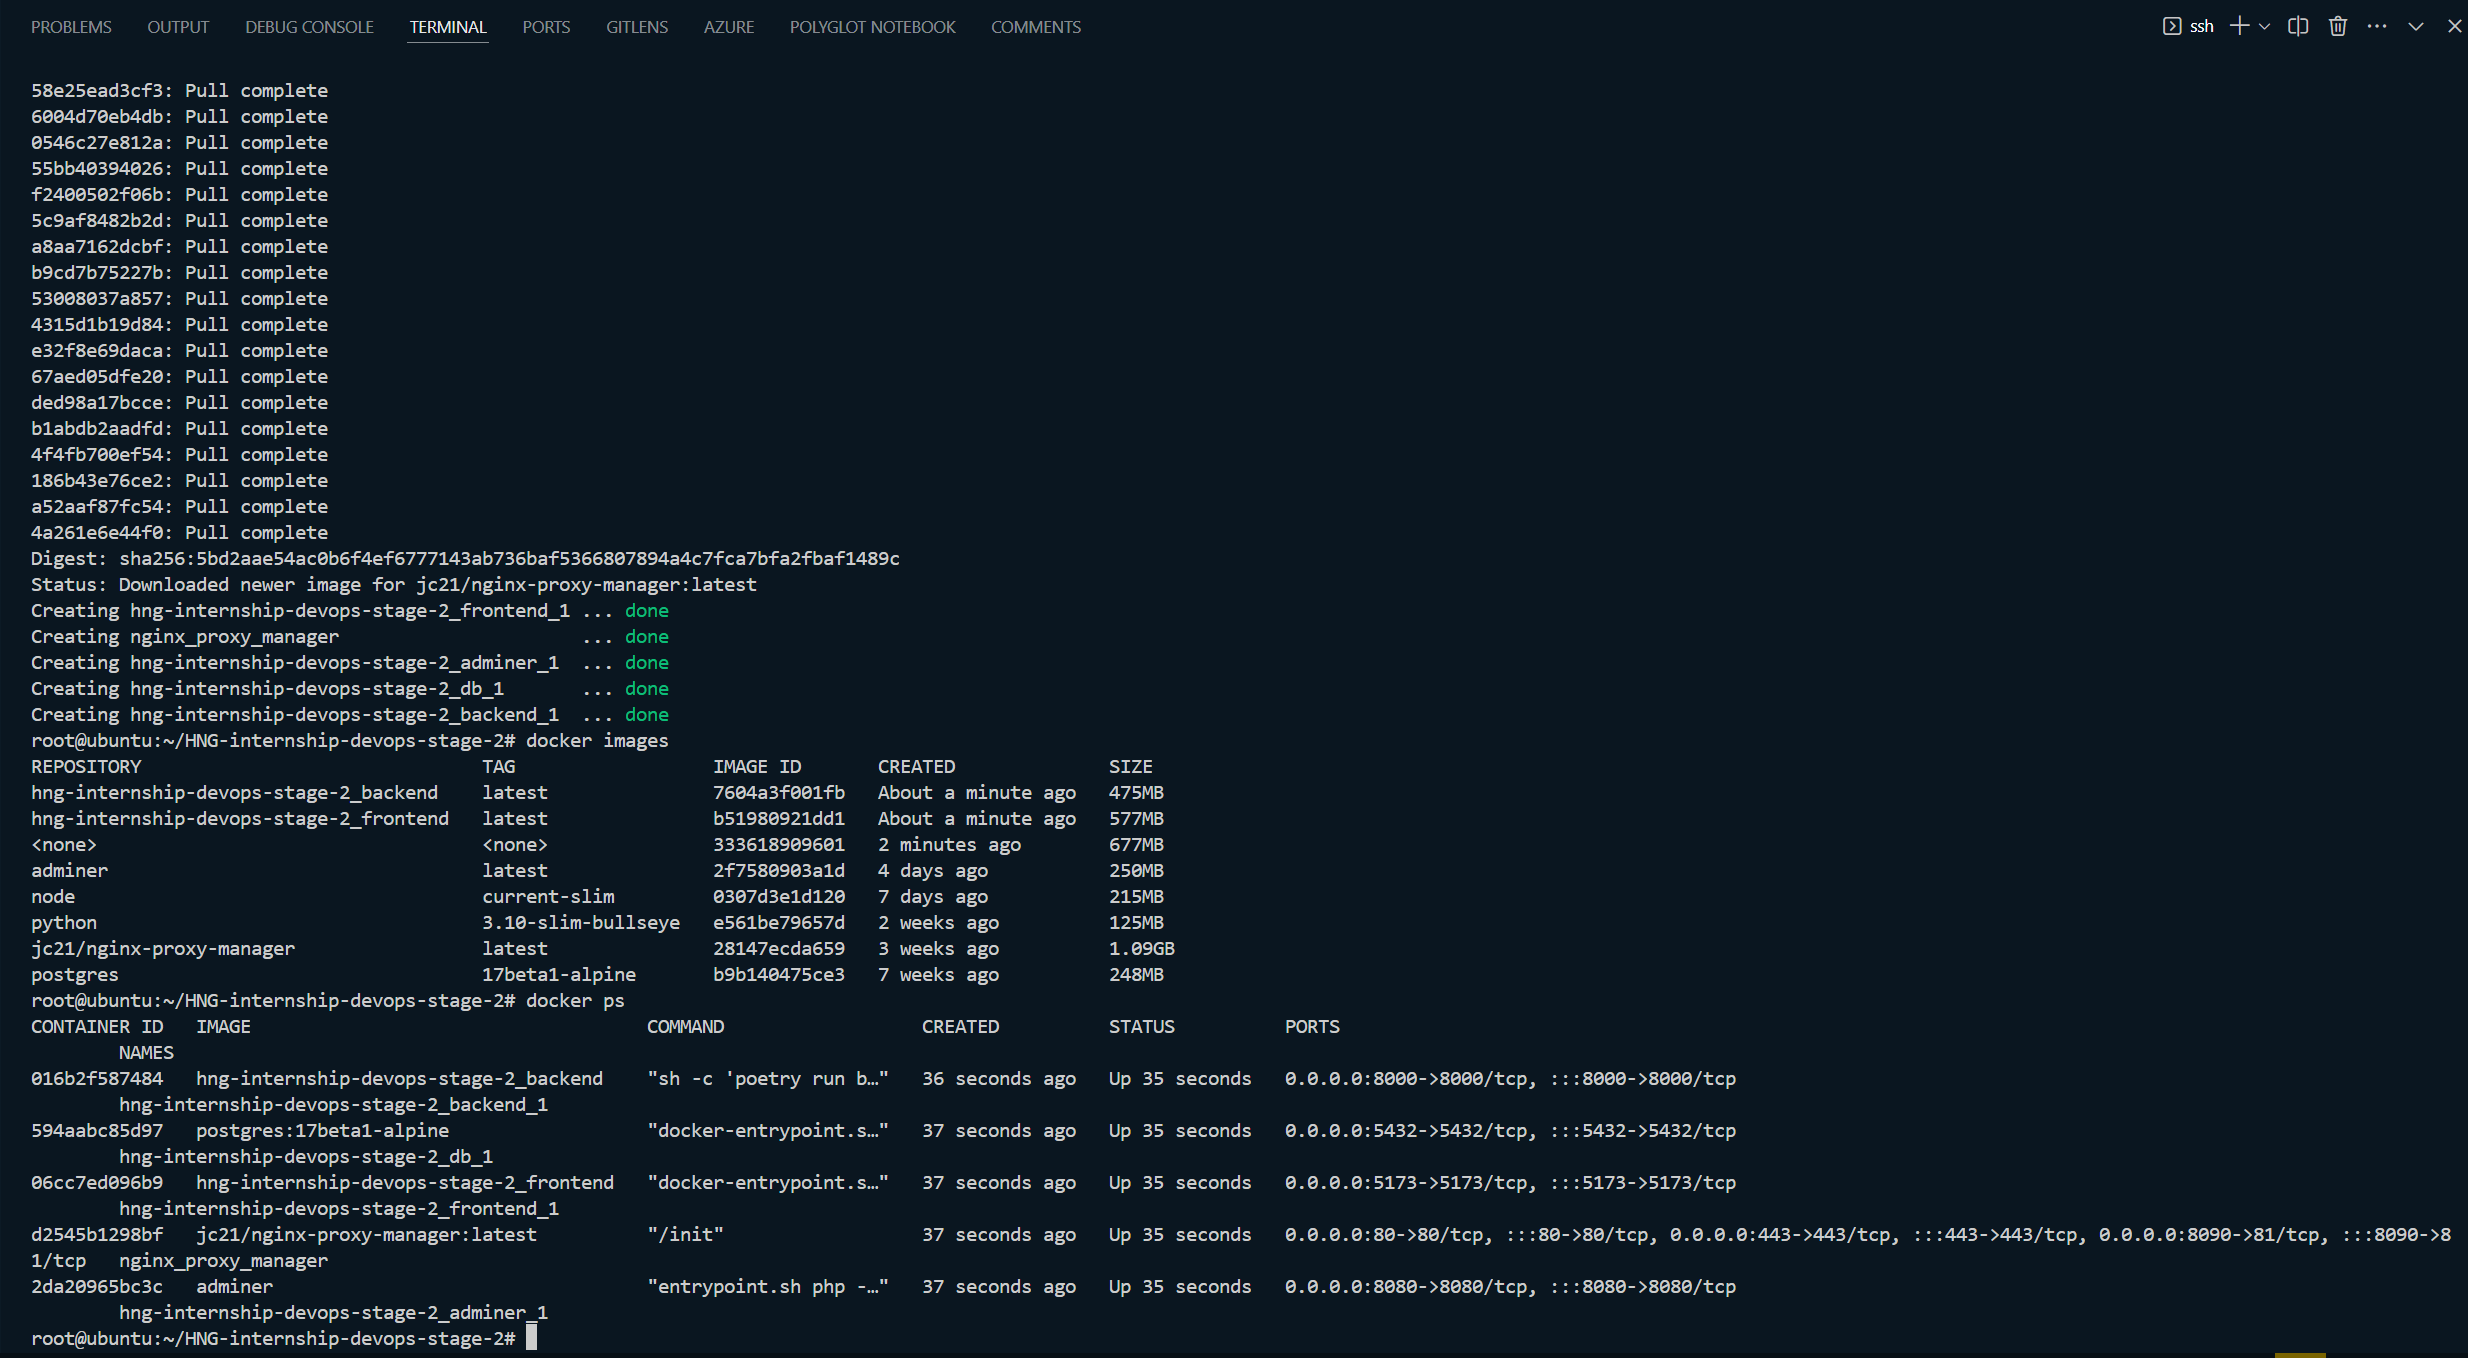 PROBLEMS OUTPUT DEBUG CONSOLE TERMINAL PORTS GITLENS AZURE POLYGLOT NOTEBOOK COMMENTS ssh
58e25ead3cf3: Pull complete
6004d70eb4db: Pull complete
0546c27e812a: Pull complete
55bb40394026: Pull complete
f2400502f06b: Pull complete
5c9af8482b2d: Pull complete
a8aa7162dcbf: Pull complete
b9cd7b75227b: Pull complete
53008037a857: Pull complete
4315d1b19d84: Pull complete
e32f8e69daca: Pull complete
67aed05dfe20: Pull complete
ded98a17bcce: Pull complete
b1abdb2aadfd: Pull complete
4f4fb700ef54: Pull complete
186b43e76ce2: Pull complete
a52aaf87fc54: Pull complete
4a261e6e44f0: Pull complete
Digest: sha256:5bd2aae54ac0b6f4ef6777143ab736baf5366807894a4c7fca7bfa2fbaf1489c
Status: Downloaded newer image for jc21/nginx-proxy-manager:latest
Creating hng-internship-devops-stage-2_frontend_1 ... done
Creating nginx_proxy_manager                      ... done
Creating hng-internship-devops-stage-2_adminer_1  ... done
Creating hng-internship-devops-stage-2_db_1       ... done
Creating hng-internship-devops-stage-2_backend_1  ... done
root@ubuntu:~/HNG-internship-devops-stage-2# docker images
REPOSITORY                               TAG                  IMAGE ID       CREATED              SIZE
hng-internship-devops-stage-2_backend    latest               7604a3f001fb   About a minute ago   475MB
hng-internship-devops-stage-2_frontend   latest               b51980921dd1   About a minute ago   577MB
<none>                                   <none>               333618909601   2 minutes ago        677MB
adminer                                  latest               2f7580903a1d   4 days ago           250MB
node                                     current-slim         0307d3e1d120   7 days ago           215MB
python                                   3.10-slim-bullseye   e561be79657d   2 weeks ago          125MB
jc21/nginx-proxy-manager                 latest               28147ecda659   3 weeks ago          1.09GB
postgres                                 17beta1-alpine       b9b140475ce3   7 weeks ago          248MB
root@ubuntu:~/HNG-internship-devops-stage-2# docker ps
CONTAINER ID   IMAGE                                    COMMAND                  CREATED          STATUS          PORTS
        NAMES
016b2f587484   hng-internship-devops-stage-2_backend    "sh -c 'poetry run b…"   36 seconds ago   Up 35 seconds   0.0.0.0:8000->8000/tcp, :::8000->8000/tcp
        hng-internship-devops-stage-2_backend_1
594aabc85d97   postgres:17beta1-alpine                  "docker-entrypoint.s…"   37 seconds ago   Up 35 seconds   0.0.0.0:5432->5432/tcp, :::5432->5432/tcp
        hng-internship-devops-stage-2_db_1
06cc7ed096b9   hng-internship-devops-stage-2_frontend   "docker-entrypoint.s…"   37 seconds ago   Up 35 seconds   0.0.0.0:5173->5173/tcp, :::5173->5173/tcp
        hng-internship-devops-stage-2_frontend_1
d2545b1298bf   jc21/nginx-proxy-manager:latest          "/init"                  37 seconds ago   Up 35 seconds   0.0.0.0:80->80/tcp, :::80->80/tcp, 0.0.0.0:443->443/tcp, :::443->443/tcp, 0.0.0.0:8090->81/tcp, :::8090->8
1/tcp   nginx_proxy_manager
2da20965bc3c   adminer                                  "entrypoint.sh php -…"   37 seconds ago   Up 35 seconds   0.0.0.0:8080->8080/tcp, :::8080->8080/tcp
        hng-internship-devops-stage-2_adminer_1
root@ubuntu:~/HNG-internship-devops-stage-2#